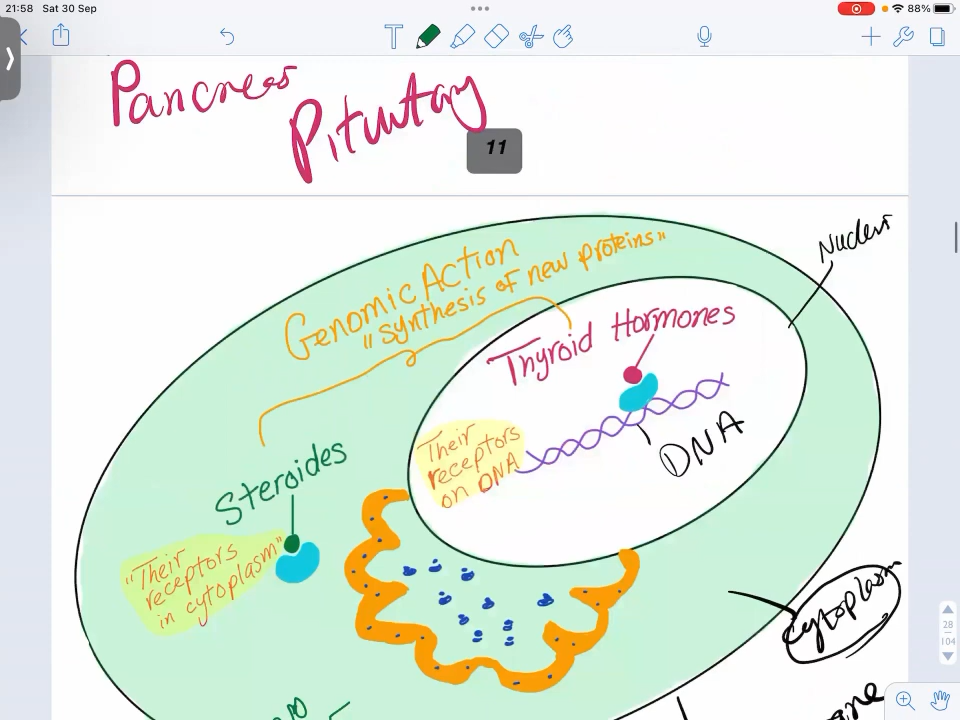 21:58 Sat 30 Sep
88%
T
Pancreas
Pituitary
11
Nucleus
Genomic Action
"synthesis of new proteins"
Thyroid Hormones
Their
receptors
on DNA
DNA
Steroides
"Their
receptors
in cytoplasm"
Cytoplasm
28
104